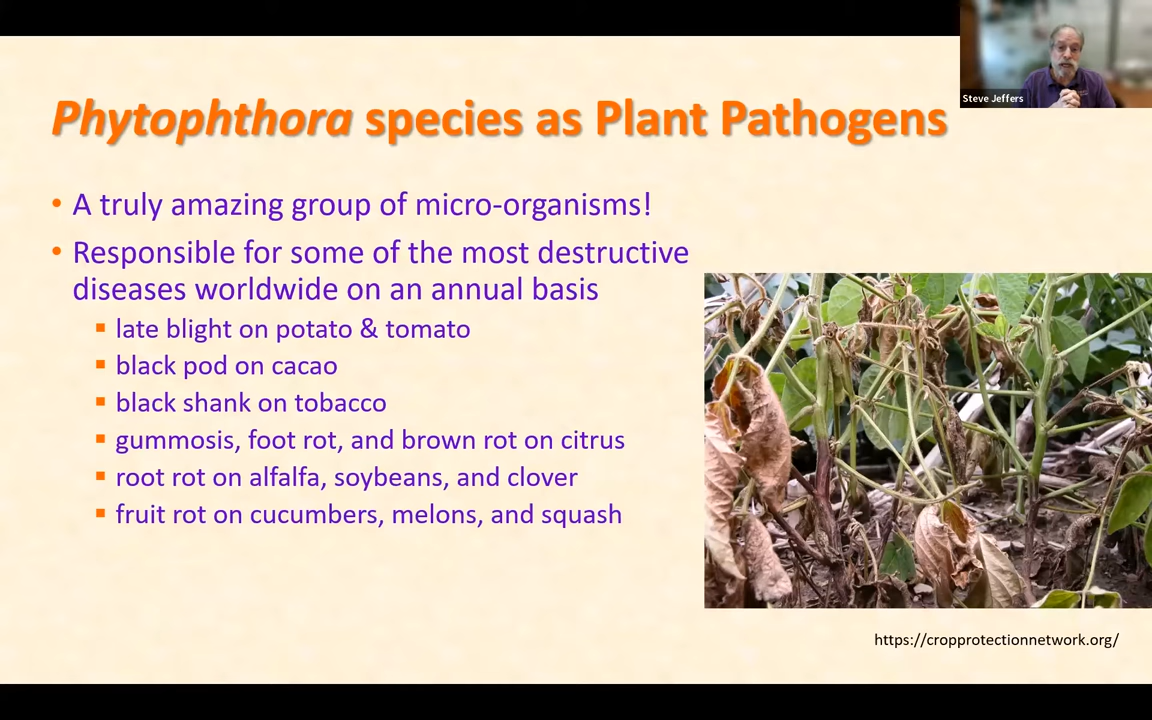 Steve Jeffers
Phytophthora species as Plant Pathogens
• A truly amazing group of micro-organisms!
• Responsible for some of the most destructive
diseases worldwide on an annual basis
▪ late blight on potato & tomato
▪ black pod on cacao
▪ black shank on tobacco
▪ gummosis, foot rot, and brown rot on citrus
▪ root rot on alfalfa, soybeans, and clover
▪ fruit rot on cucumbers, melons, and squash
https://cropprotectionnetwork.org/